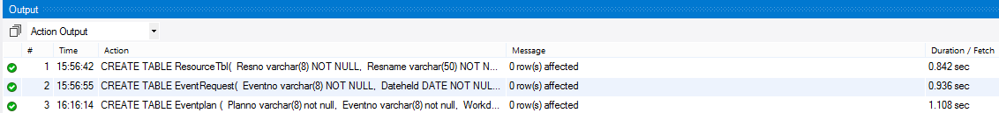 Output
Action Output
# Time Action Message Duration / Fetch
1 15:56:42 CREATE TABLE ResourceTbl( Resno varchar(8) NOT NULL, Resname varchar(50) NOT N... 0 row(s) affected 0.842 sec
2 15:56:55 CREATE TABLE EventRequest( Eventno varchar(8) NOT NULL, Dateheld DATE NOT NUL... 0 row(s) affected 0.936 sec
3 16:16:14 CREATE TABLE Eventplan ( Planno varchar(8) not null, Eventno varchar(8) not null, Workd... 0 row(s) affected 1.108 sec